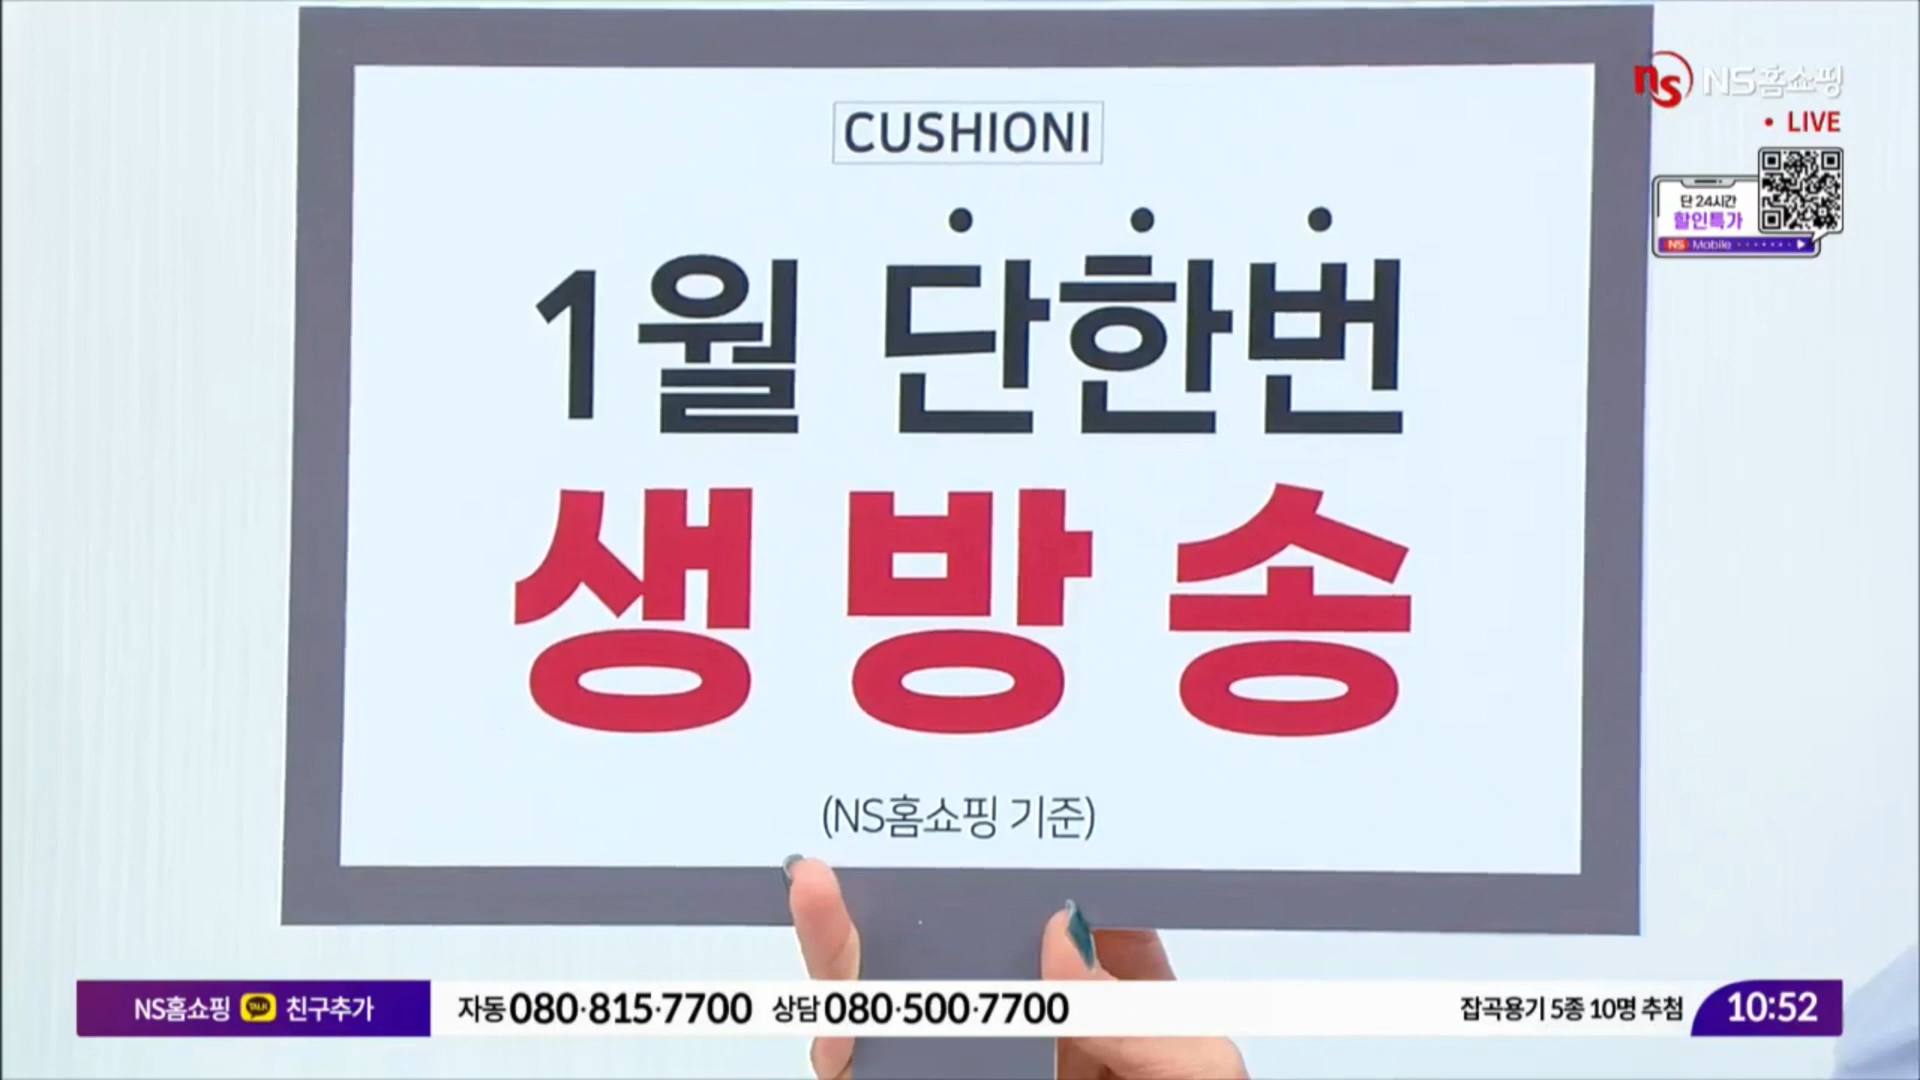 CUSHIONI
1월 단한번
생방송
(NS홈쇼핑 기준)
ns NS홈쇼핑
• LIVE
단 24시간
할인특가
NS Mobile
NS홈쇼핑 TALK 친구추가
자동 080·815·7700 상담 080·500·7700
잡곡용기 5종 10명 추첨
10:52